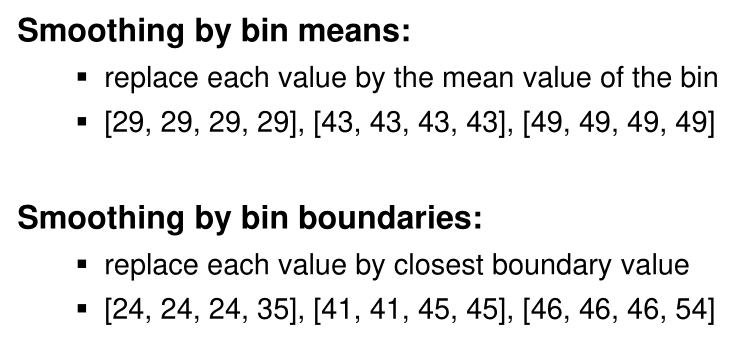 Smoothing by bin means:
▪ replace each value by the mean value of the bin
▪ [29, 29, 29, 29], [43, 43, 43, 43], [49, 49, 49, 49]
Smoothing by bin boundaries:
▪ replace each value by closest boundary value
▪ [24, 24, 24, 35], [41, 41, 45, 45], [46, 46, 46, 54]